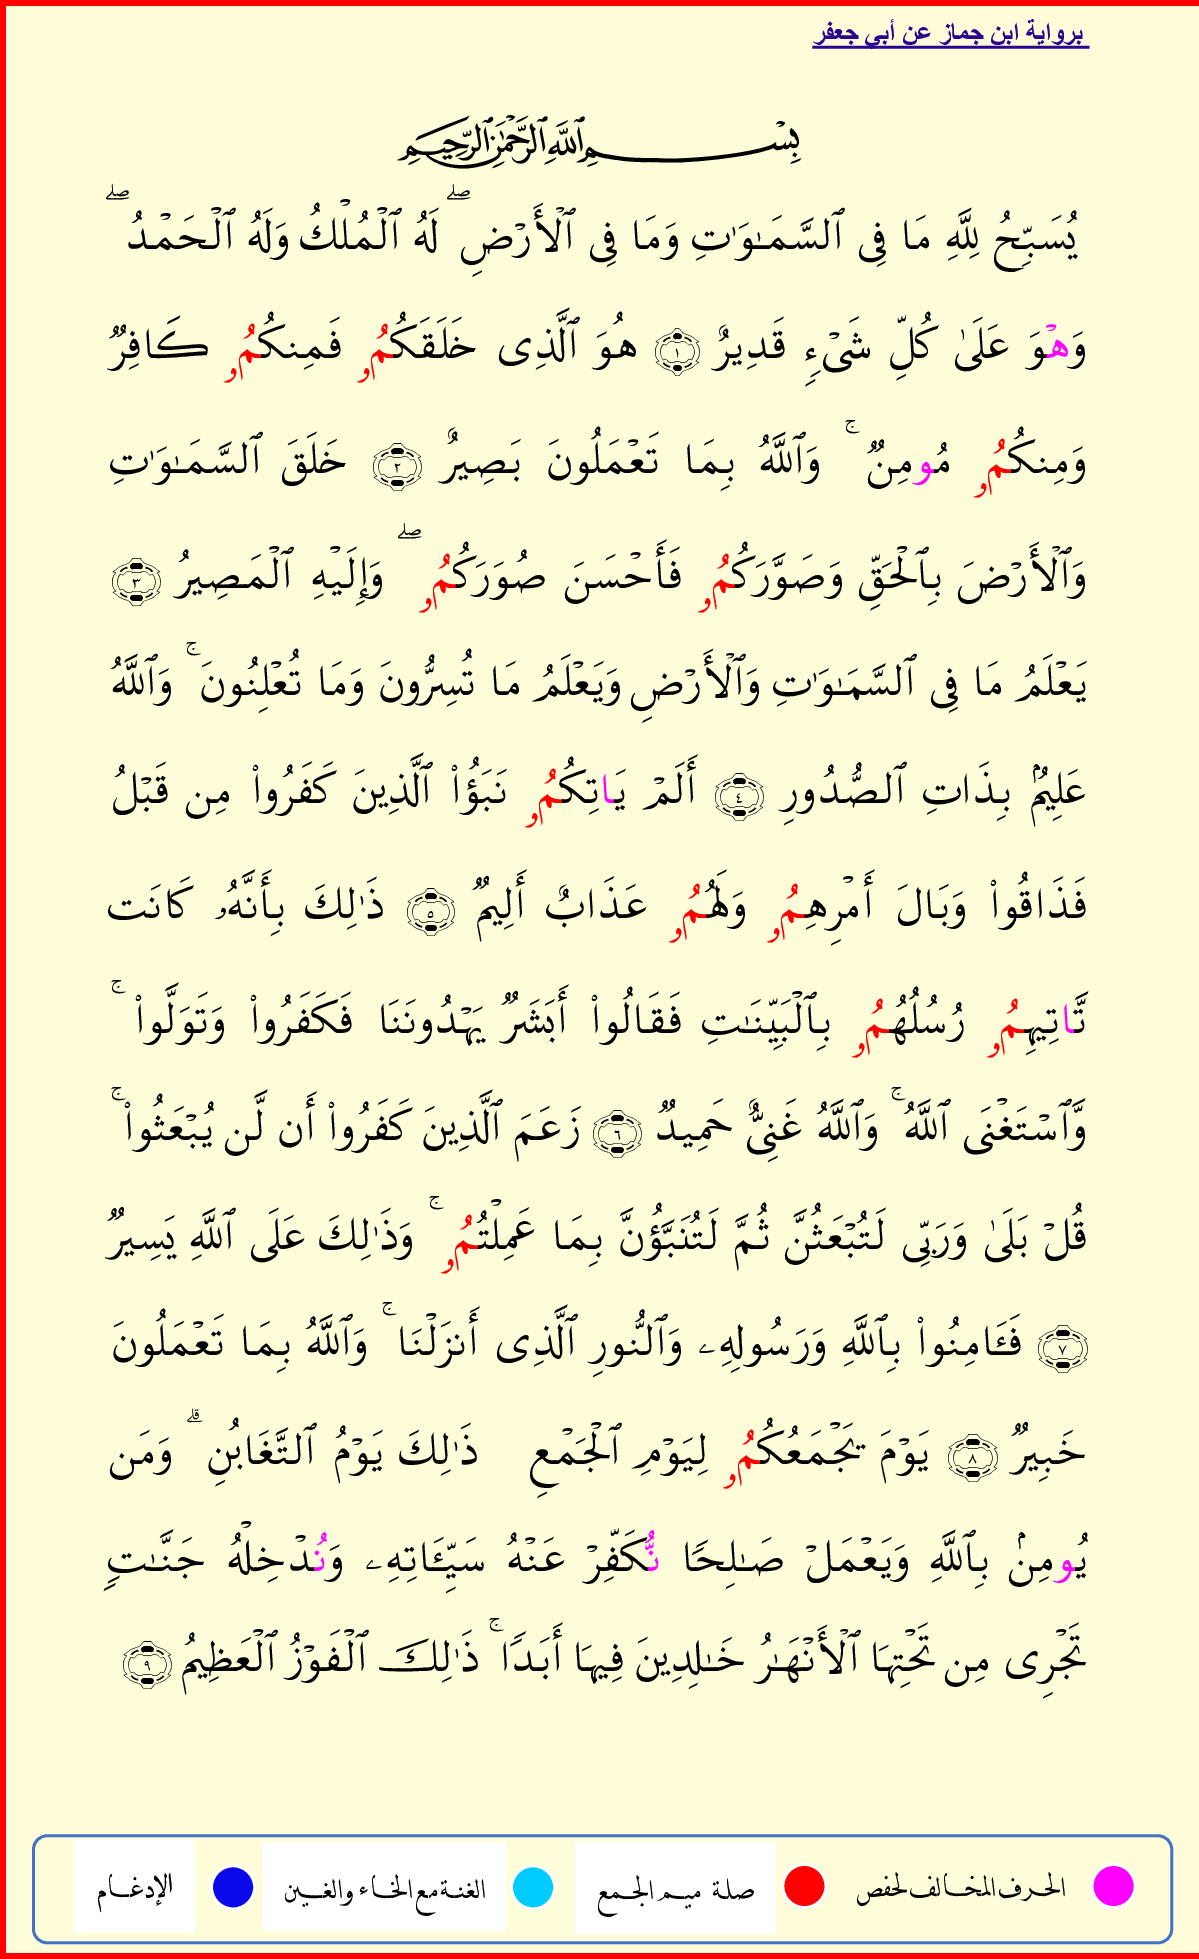 برواية ابن جماز عن أبي جعفر
بِسْمِ ٱللَّهِ ٱلرَّحْمَٰنِ ٱلرَّحِيمِ
يُسَبِّحُ لِلَّهِ مَا فِى ٱلسَّمَـٰوَٰتِ وَمَا فِى ٱلْأَرْضِ ۖ لَهُ ٱلْمُلْكُ وَلَهُ ٱلْحَمْدُ ۖ
وَهْوَ عَلَىٰ كُلِّ شَىْءٍۢ قَدِيرٌ ١ هُوَ ٱلَّذِى خَلَقَكُمُۥ فَمِنكُمُۥ كَافِرٌۭ
وَمِنكُمُۥ مُومِنٌۭ ۚ وَٱللَّهُ بِمَا تَعْمَلُونَ بَصِيرٌ ٢ خَلَقَ ٱلسَّمَـٰوَٰتِ
وَٱلْأَرْضَ بِٱلْحَقِّ وَصَوَّرَكُمُۥ فَأَحْسَنَ صُوَرَكُمُۥ ۖ وَإِلَيْهِ ٱلْمَصِيرُ ٣
يَعْلَمُ مَا فِى ٱلسَّمَـٰوَٰتِ وَٱلْأَرْضِ وَيَعْلَمُ مَا تُسِرُّونَ وَمَا تُعْلِنُونَ ۚ وَٱللَّهُ
عَلِيمٌۢ بِذَاتِ ٱلصُّدُورِ ٤ أَلَمْ يَاتِكُمُۥ نَبَؤُا۟ ٱلَّذِينَ كَفَرُوا۟ مِن قَبْلُ
فَذَاقُوا۟ وَبَالَ أَمْرِهِمُۥ وَلَهُمُۥ عَذَابٌ أَلِيمٌۭ ٥ ذَٰلِكَ بِأَنَّهُۥ كَانَت
تَّاتِيهِمُۥ رُسُلُهُمُۥ بِٱلْبَيِّنَـٰتِ فَقَالُوا۟ أَبَشَرٌۭ يَهْدُونَنَا فَكَفَرُوا۟ وَتَوَلَّوا۟ ۚ
وَّٱسْتَغْنَى ٱللَّهُ ۚ وَٱللَّهُ غَنِىٌّ حَمِيدٌۭ ٦ زَعَمَ ٱلَّذِينَ كَفَرُوا۟ أَن لَّن يُبْعَثُوا۟ ۚ
قُلْ بَلَىٰ وَرَبِّى لَتُبْعَثُنَّ ثُمَّ لَتُنَبَّؤُنَّ بِمَا عَمِلْتُمُۥ ۚ وَذَٰلِكَ عَلَى ٱللَّهِ يَسِيرٌۭ
٧ فَـَٔامِنُوا۟ بِٱللَّهِ وَرَسُولِهِۦ وَٱلنُّورِ ٱلَّذِى أَنزَلْنَا ۚ وَٱللَّهُ بِمَا تَعْمَلُونَ
خَبِيرٌۭ ٨ يَوْمَ يَجْمَعُكُمُۥ لِيَوْمِ ٱلْجَمْعِ ذَٰلِكَ يَوْمُ ٱلتَّغَابُنِ ۗ وَمَن
يُومِنۢ بِٱللَّهِ وَيَعْمَلْ صَـٰلِحًۭا نُّكَفِّرْ عَنْهُ سَيِّـَٔاتِهِۦ وَنُدْخِلْهُ جَنَّـٰتٍۢ
تَجْرِى مِن تَحْتِهَا ٱلْأَنْهَـٰرُ خَـٰلِدِينَ فِيهَا أَبَدًۭا ۚ ذَٰلِكَ ٱلْفَوْزُ ٱلْعَظِيمُ ٩
الحرف المخالف لحفص صلة ميم الجمع الغنة مع الخاء والغين الإدغام